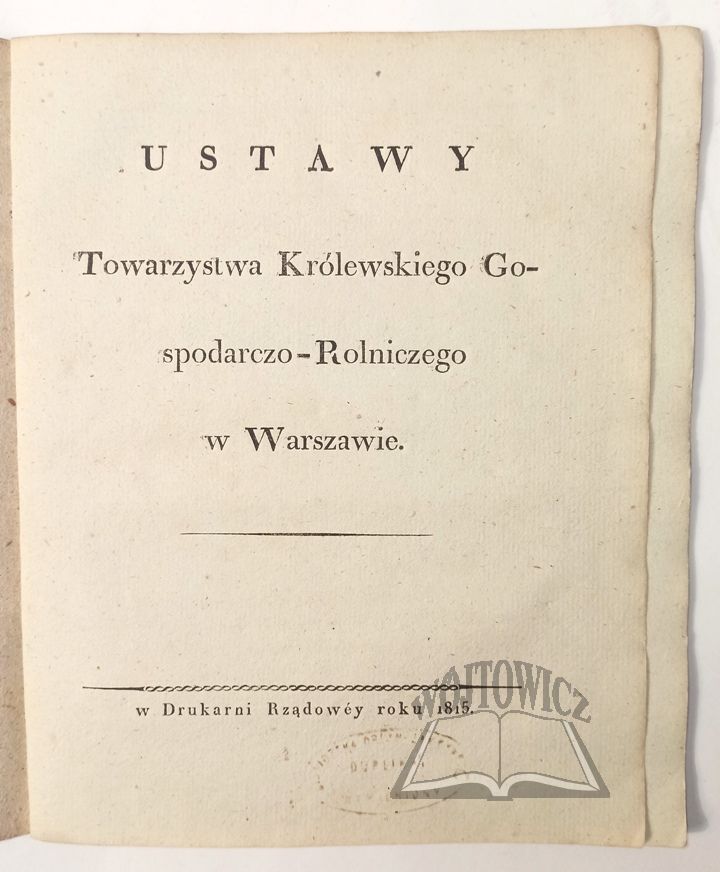 USTAWY
Towarzystwa Królewskiego Go-
spodarczo-Rolniczego
w Warszawie.
w Drukarni Rządowéy roku 1815.
WÓJTOWICZ